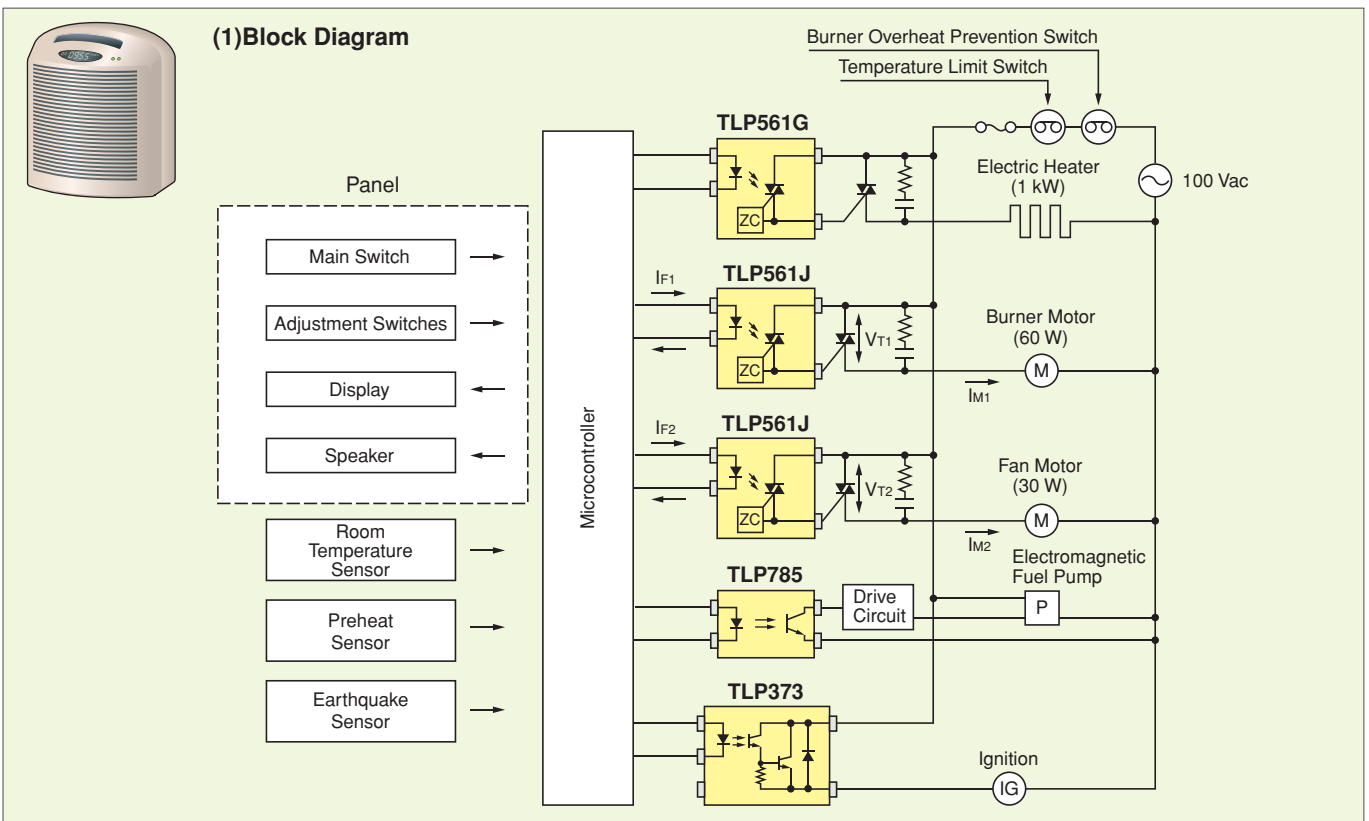 (1)Block Diagram
Burner Overheat Prevention Switch
Temperature Limit Switch
TLP561G
ZC
Electric Heater
(1 kW)
100 Vac
Panel
Main Switch
Adjustment Switches
Display
Speaker
Room
Temperature
Sensor
Preheat
Sensor
Earthquake
Sensor
Microcontroller
TLP561J
IF1
ZC
VT1
Burner Motor
(60 W)
M
IM1
TLP561J
IF2
ZC
VT2
Fan Motor
(30 W)
M
IM2
TLP785
Drive
Circuit
Electromagnetic
Fuel Pump
P
TLP373
Ignition
IG